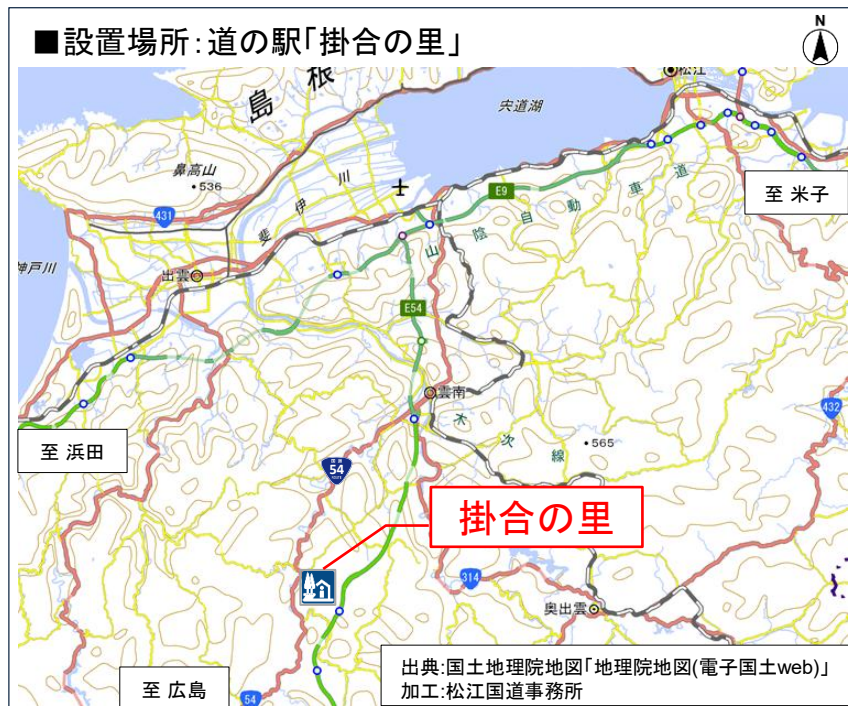 ■設置場所:道の駅「掛合の里」
N
島根
松江
宍道湖
鼻高山
・536
431
斐伊川
E9
山陰自動車道
至 米子
神戸川
出雲
E54
雲南
432
至 浜田
木次線
・565
国道
54
ROUTE
掛合の里
314
奥出雲
至 広島
54
出典:国土地理院地図「地理院地図(電子国土web)」
加工:松江国道事務所